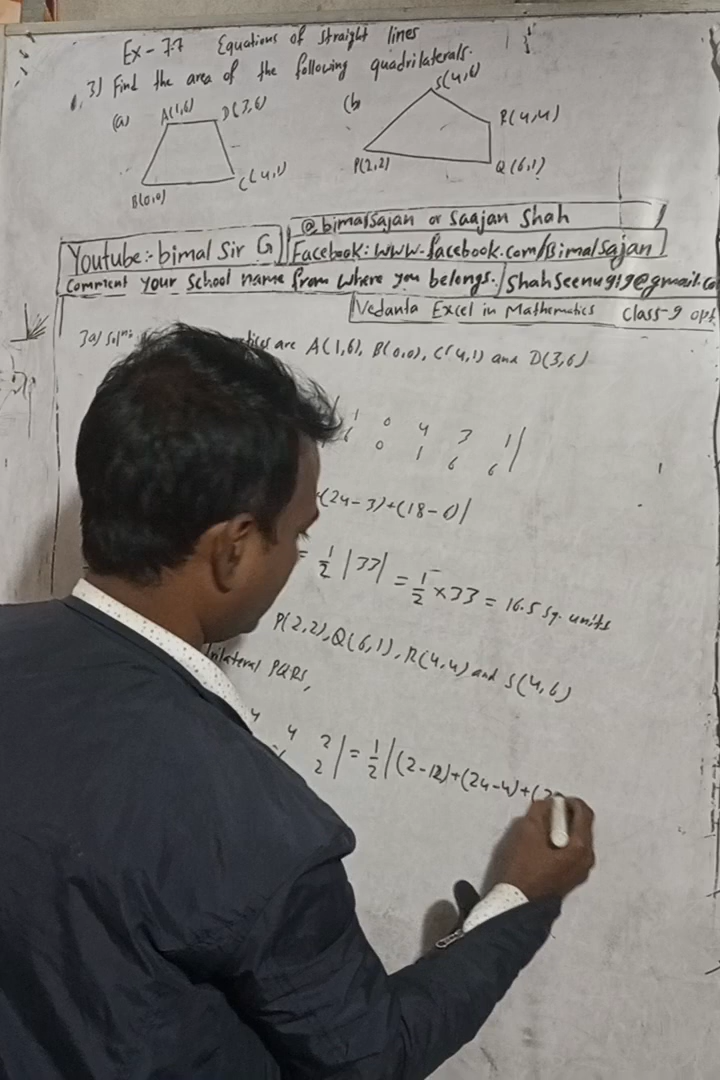 Ex - 7.7 Equations of straight lines
3) Find the area of the following quadrilaterals.
(a) A(1,6) D(3,6)
B(0,0) C(4,1)
(b) S(4,6)
R(4,4)
P(2,2) Q(6,1)
@bimalsajan or Saajan Shah
Youtube:- bimal Sir G
Facebook: www.facebook.com/Bimalsajan
Comment your School name from where you belongs.
Vedanta Excel in Mathematics Class-9 opt
3a) soln: are A(1,6), B(0,0), C(4,1) and D(3,6)
1 0 4 3 1 |
6 0 1 6 6 |
(24-3)+(18-6)|
= 1/2 |33| = 1/2 × 33 = 16.5 sq. units
P(2,2), Q(6,1), R(4,4) and S(4,6)
PQRS,
4 4 2
2 | = 1/2 |(2-12)+(24-4)+(